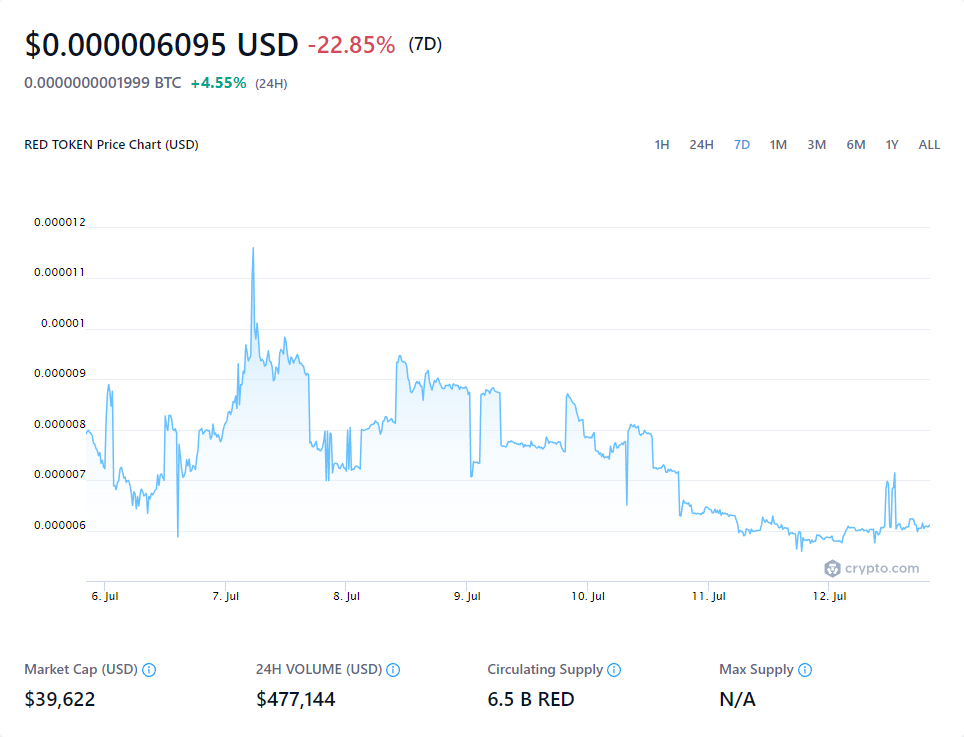 $0.000006095 USD -22.85% (7D)
0.0000000001999 BTC +4.55% (24H)
RED TOKEN Price Chart (USD) 1H 24H 7D 1M 3M 6M 1Y ALL
0.000012
0.000011
0.00001
0.000009
0.000008
0.000007
0.000006
crypto.com
6. Jul 7. Jul 8. Jul 9. Jul 10. Jul 11. Jul 12. Jul
Market Cap (USD) 24H VOLUME (USD) Circulating Supply Max Supply
$39,622 $477,144 6.5 B RED N/A